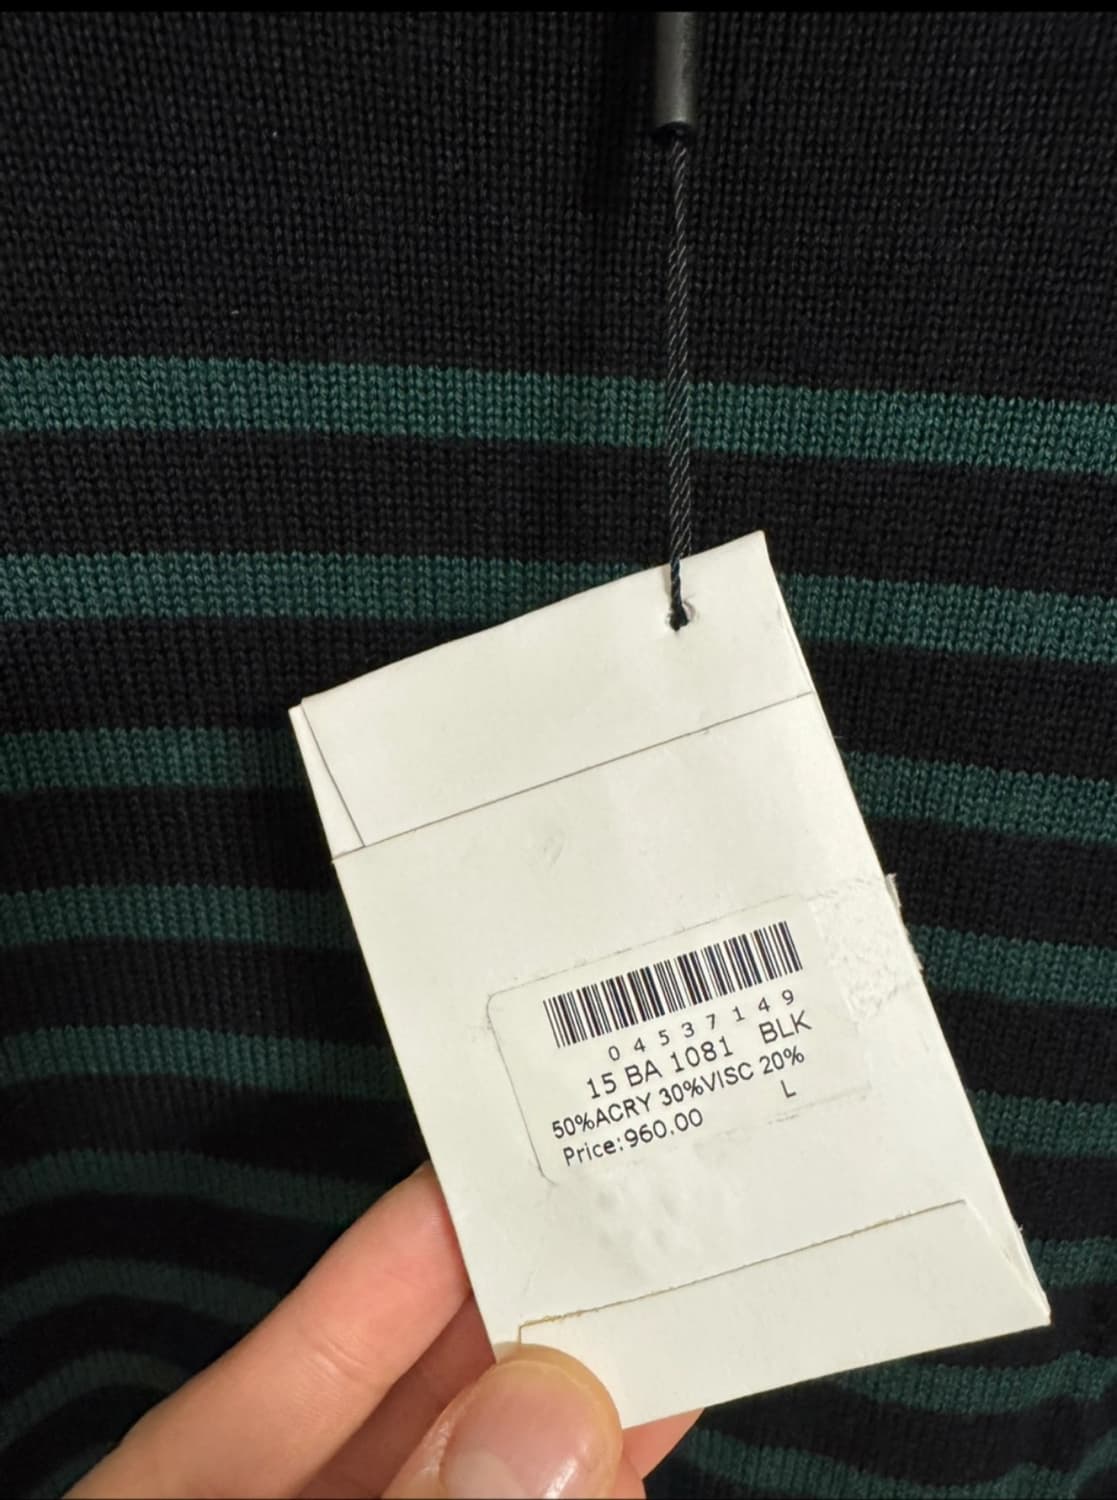 04537149
15 BA 1081 BLK
50%ACRY 30%VISC 20%
L
Price:960.00